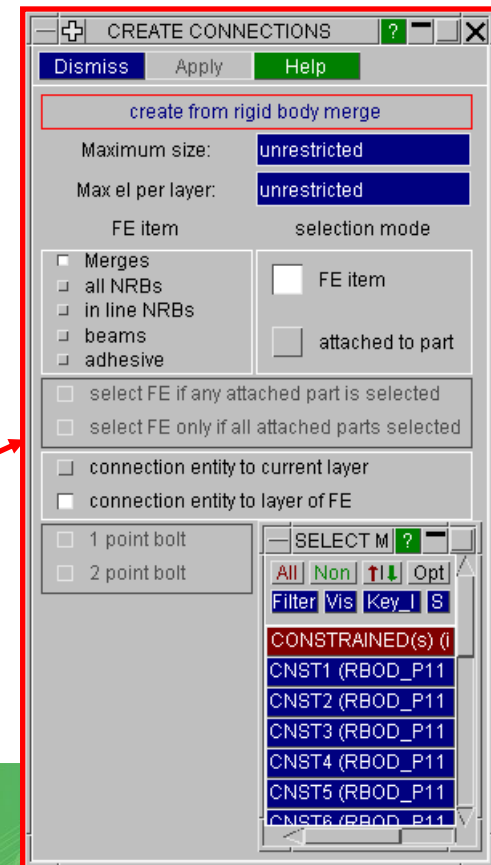 CREATE CONNECTIONS ?
Dismiss Apply Help
create from rigid body merge
Maximum size: unrestricted
Max el per layer: unrestricted
FE item selection mode
Merges
all NRBs
in line NRBs
beams
adhesive
FE item
attached to part
select FE if any attached part is selected
select FE only if all attached parts selected
connection entity to current layer
connection entity to layer of FE
1 point bolt
2 point bolt
SELECT M ?
All Non Opt
Filter Vis Key_I S
CONSTRAINED(s) (i
CNST1 (RBOD_P11
CNST2 (RBOD_P11
CNST3 (RBOD_P11
CNST4 (RBOD_P11
CNST5 (RBOD_P11
CNST6 (RBOD_P11